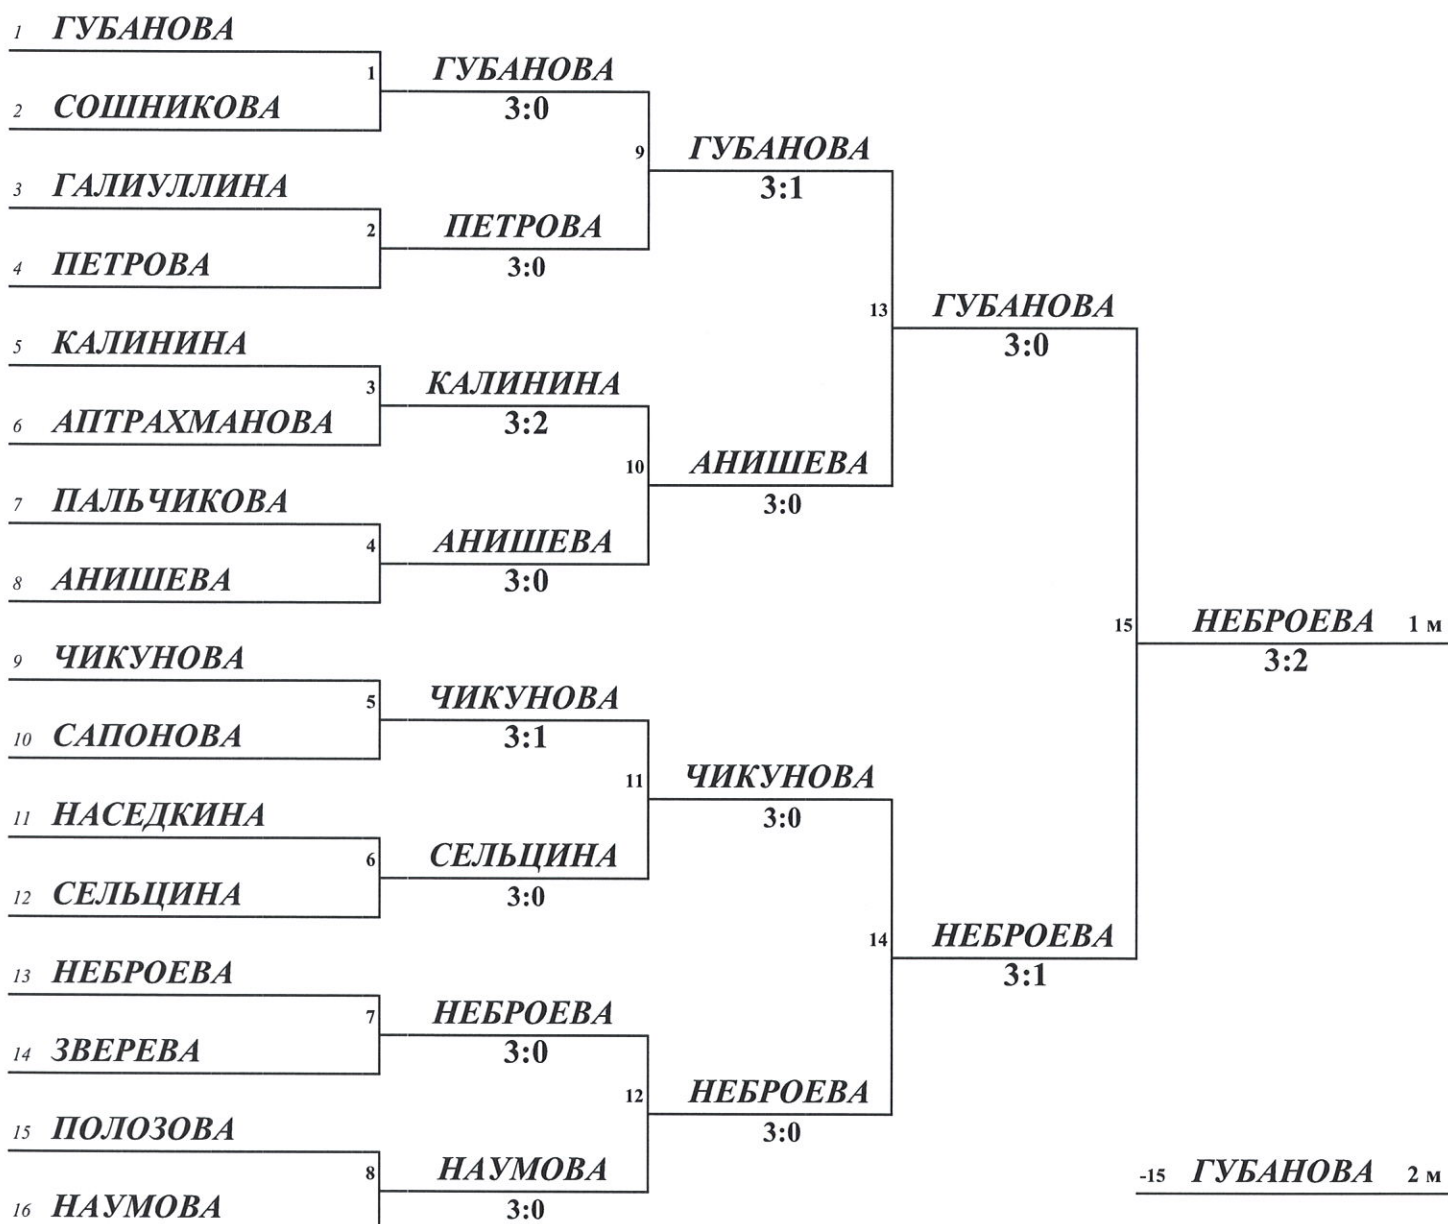 1 ГУБАНОВА
1 ГУБАНОВА
3:0
2 СОШНИКОВА
9 ГУБАНОВА
3:1
3 ГАЛИУЛЛИНА
2 ПЕТРОВА
3:0
4 ПЕТРОВА
13 ГУБАНОВА
3:0
5 КАЛИНИНА
3 КАЛИНИНА
3:2
6 АПТРАХМАНОВА
10 АНИШЕВА
3:0
7 ПАЛЬЧИКОВА
4 АНИШЕВА
3:0
8 АНИШЕВА
15 НЕБРОЕВА 1 м
3:2
9 ЧИКУНОВА
5 ЧИКУНОВА
3:1
10 САПОНОВА
11 ЧИКУНОВА
3:0
11 НАСЕДКИНА
6 СЕЛЬЦИНА
3:0
12 СЕЛЬЦИНА
14 НЕБРОЕВА
3:1
13 НЕБРОЕВА
7 НЕБРОЕВА
3:0
14 ЗВЕРЕВА
12 НЕБРОЕВА
3:0
15 ПОЛОЗОВА
8 НАУМОВА
3:0
16 НАУМОВА
-15 ГУБАНОВА 2 м